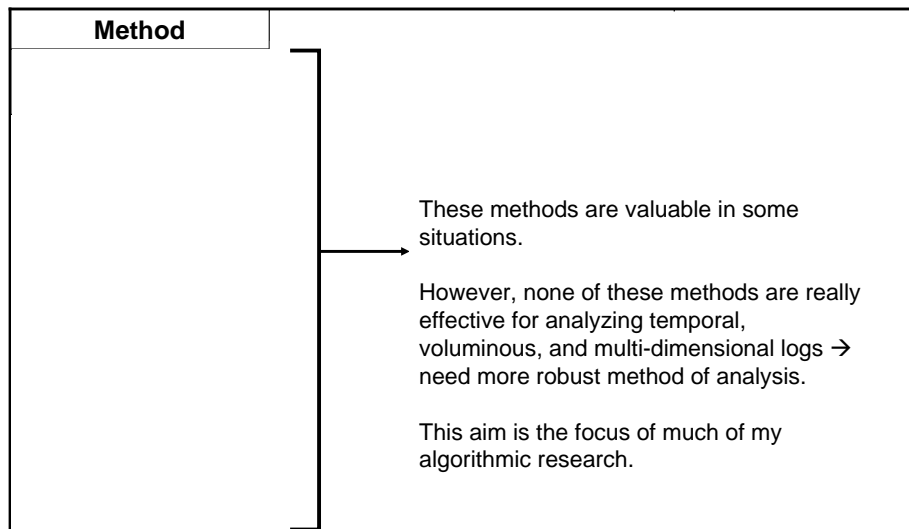 Method
These methods are valuable in some
situations.
However, none of these methods are really
effective for analyzing temporal,
voluminous, and multi-dimensional logs →
need more robust method of analysis.
This aim is the focus of much of my
algorithmic research.